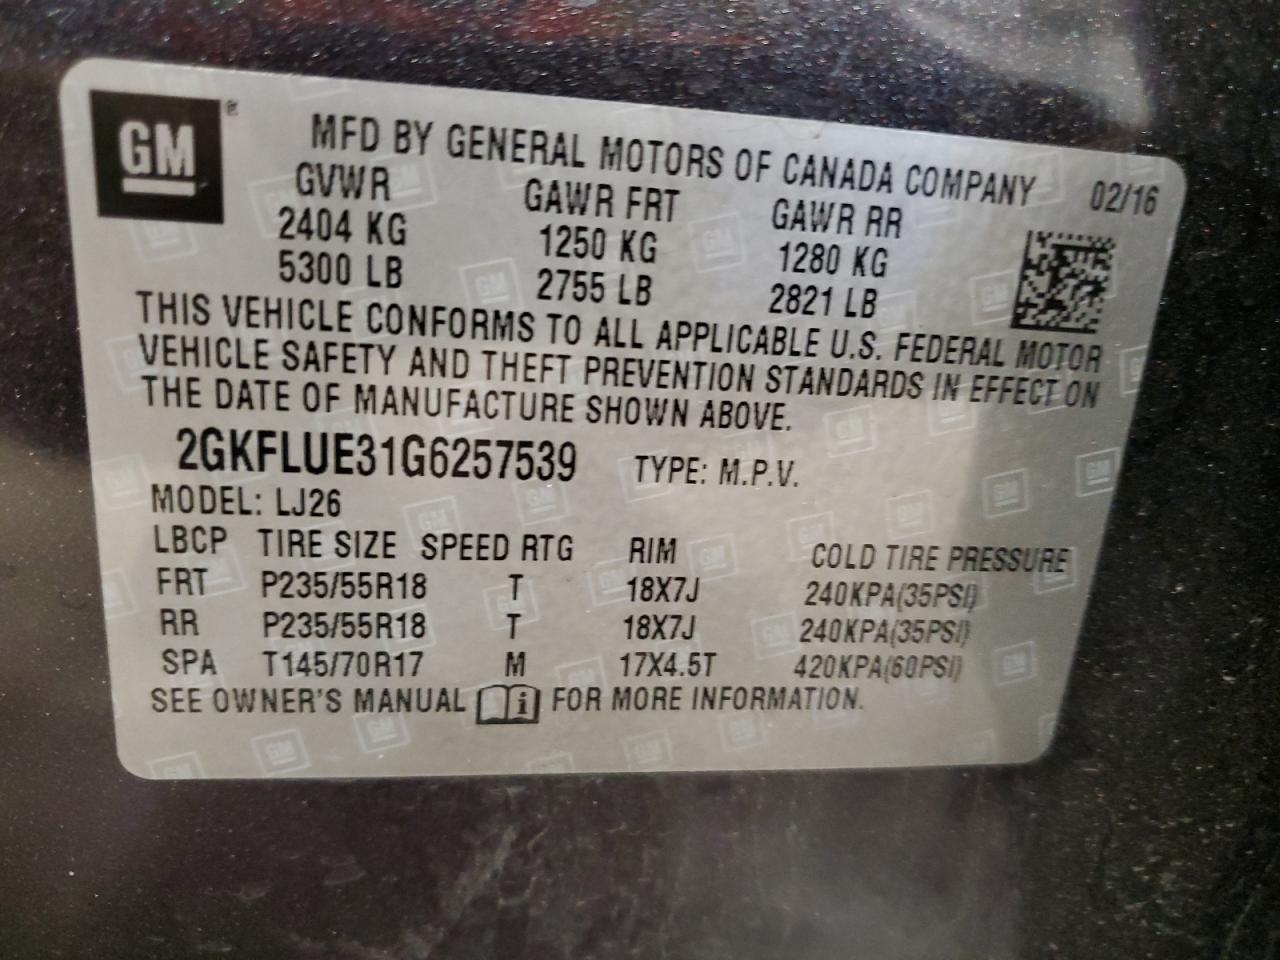 GM ®
MFD BY GENERAL MOTORS OF CANADA COMPANY 02/16
GVWR GAWR FRT GAWR RR
2404 KG 1250 KG 1280 KG
5300 LB 2755 LB 2821 LB
THIS VEHICLE CONFORMS TO ALL APPLICABLE U.S. FEDERAL MOTOR
VEHICLE SAFETY AND THEFT PREVENTION STANDARDS IN EFFECT ON
THE DATE OF MANUFACTURE SHOWN ABOVE.
2GKFLUE31G6257539 TYPE: M.P.V.
MODEL: LJ26
LBCP TIRE SIZE SPEED RTG RIM COLD TIRE PRESSURE
FRT P235/55R18 T 18X7J 240KPA(35PSI)
RR P235/55R18 T 18X7J 240KPA(35PSI)
SPA T145/70R17 M 17X4.5T 420KPA(60PSI)
SEE OWNER'S MANUAL i FOR MORE INFORMATION.